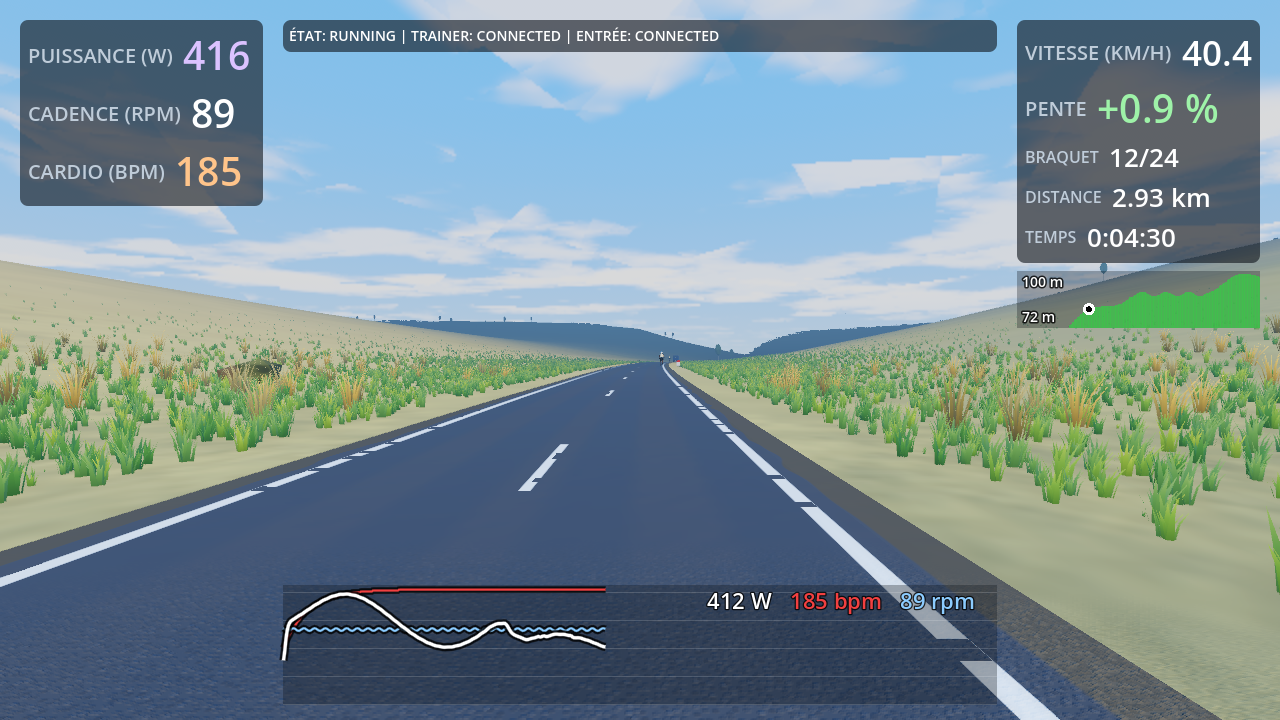 PUISSANCE (W) 416
CADENCE (RPM) 89
CARDIO (BPM) 185
ÉTAT: RUNNING | TRAINER: CONNECTED | ENTRÉE: CONNECTED
VITESSE (KM/H) 40.4
PENTE +0.9 %
BRAQUET 12/24
DISTANCE 2.93 km
TEMPS 0:04:30
100 m
72 m
412 W 185 bpm 89 rpm